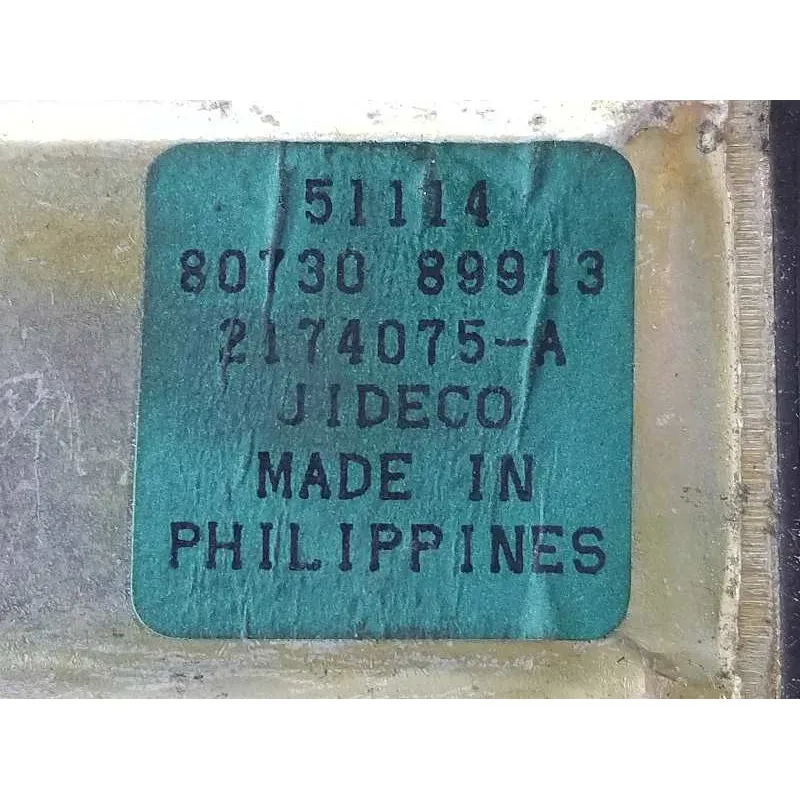 51114
80730 89913
2174075-A
JIDECO
MADE IN
PHILIPPINES